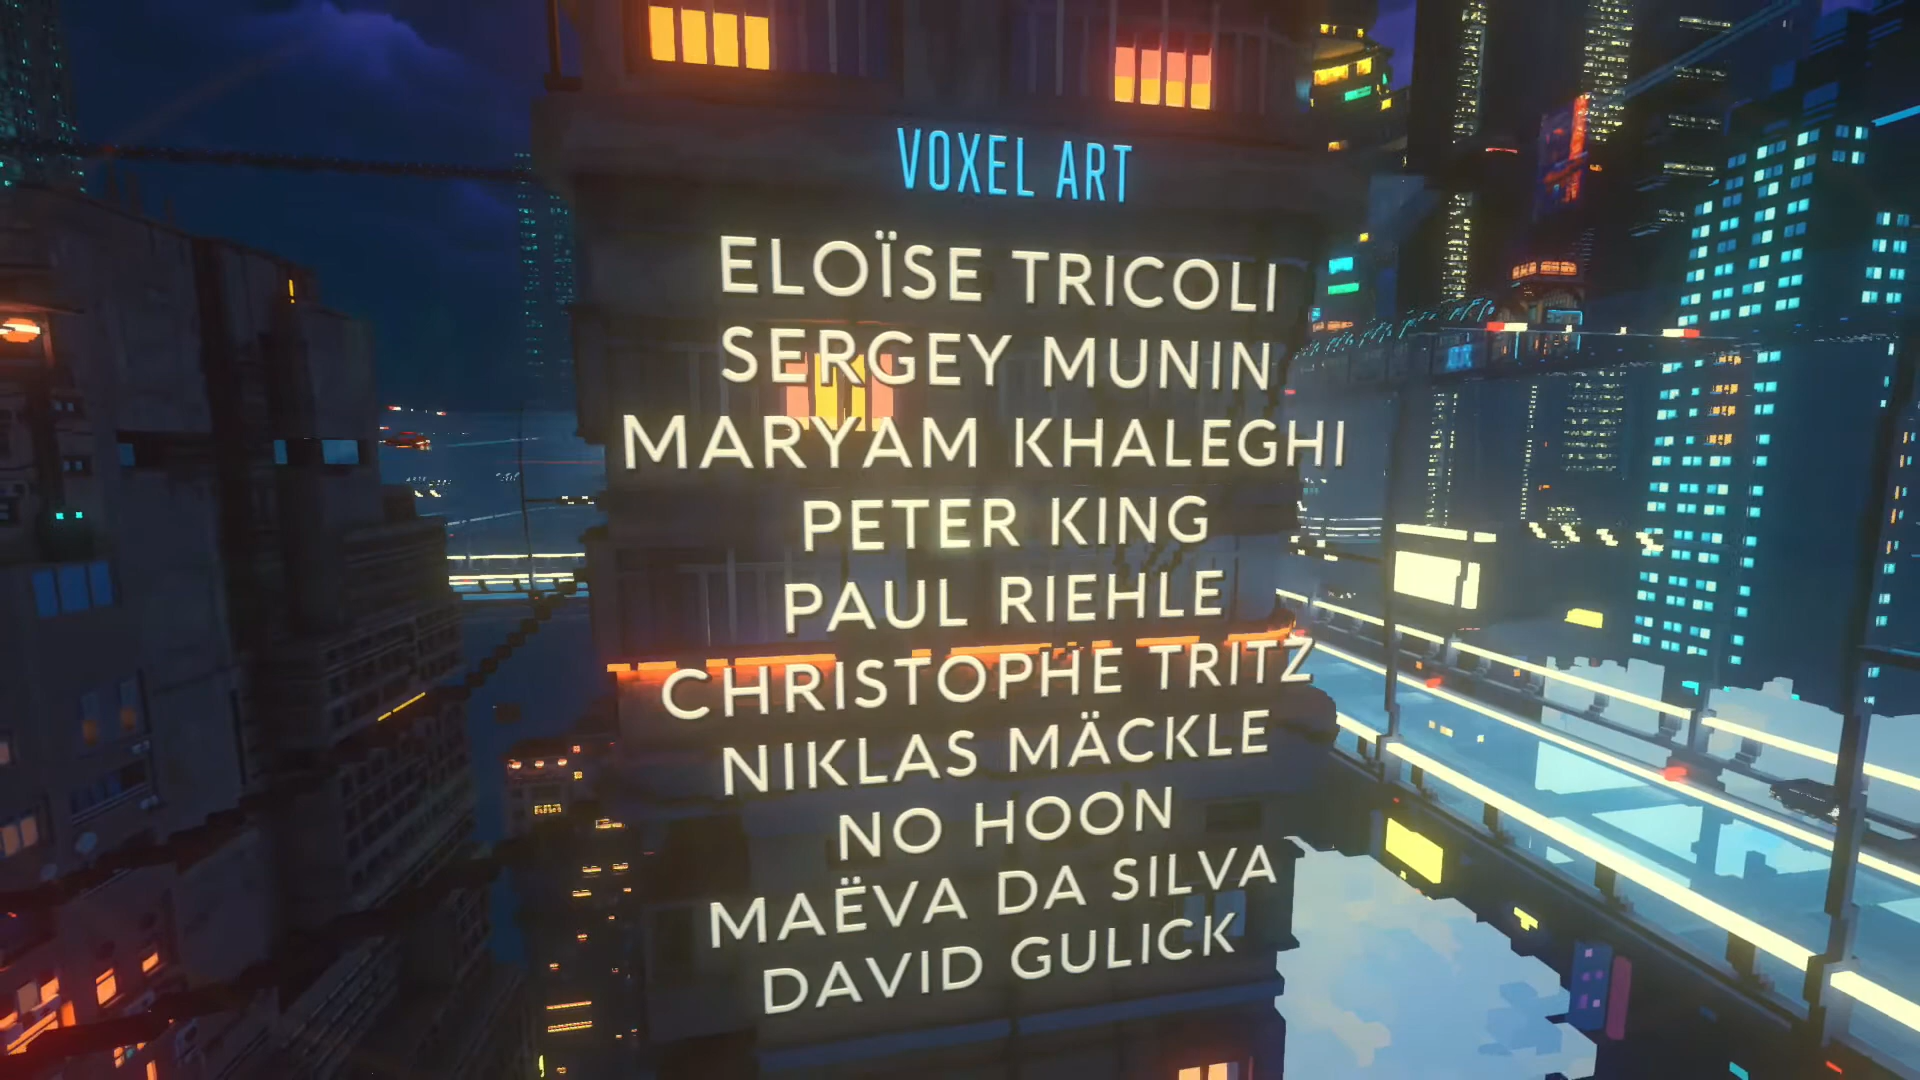 VOXEL ART
ELOÏSE TRICOLI
SERGEY MUNIN
MARYAM KHALEGHI
PETER KING
PAUL RIEHLE
CHRISTOPHE TRITZ
NIKLAS MÄCKLE
NO HOON
MAËVA DA SILVA
DAVID GULICK